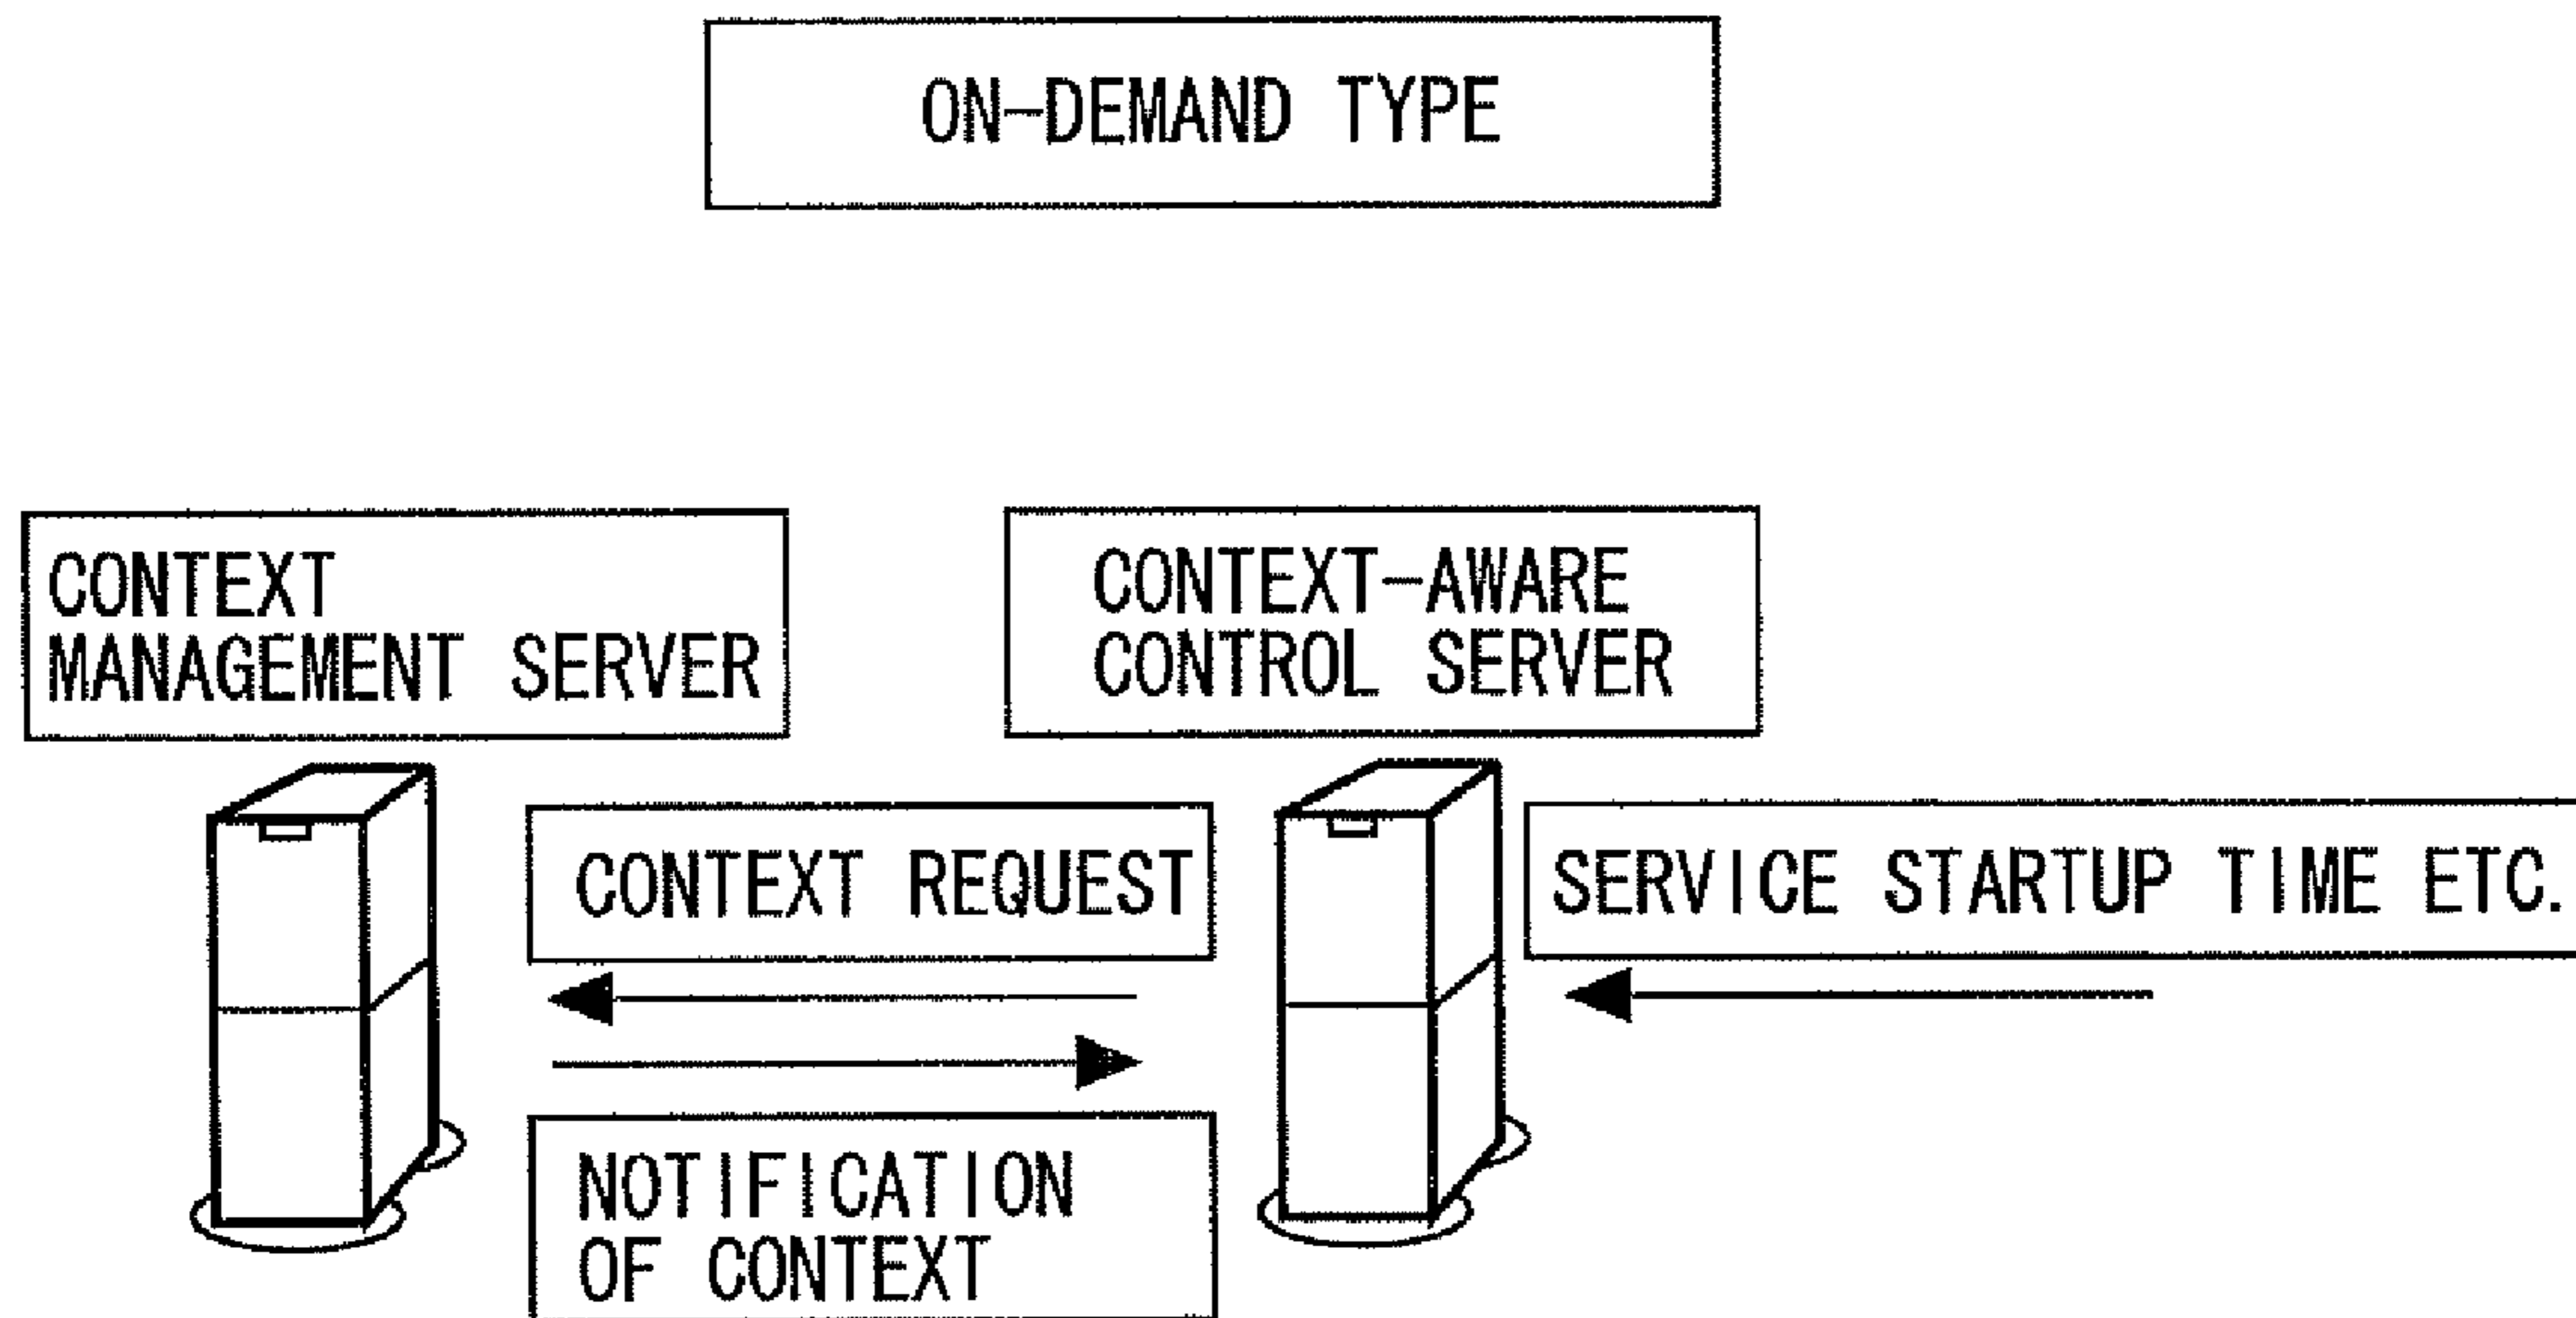 ON-DEMAND TYPE
CONTEXT
MANAGEMENT SERVER
CONTEXT-AWARE
CONTROL SERVER
CONTEXT REQUEST
SERVICE STARTUP TIME ETC.
NOTIFICATION
OF CONTEXT